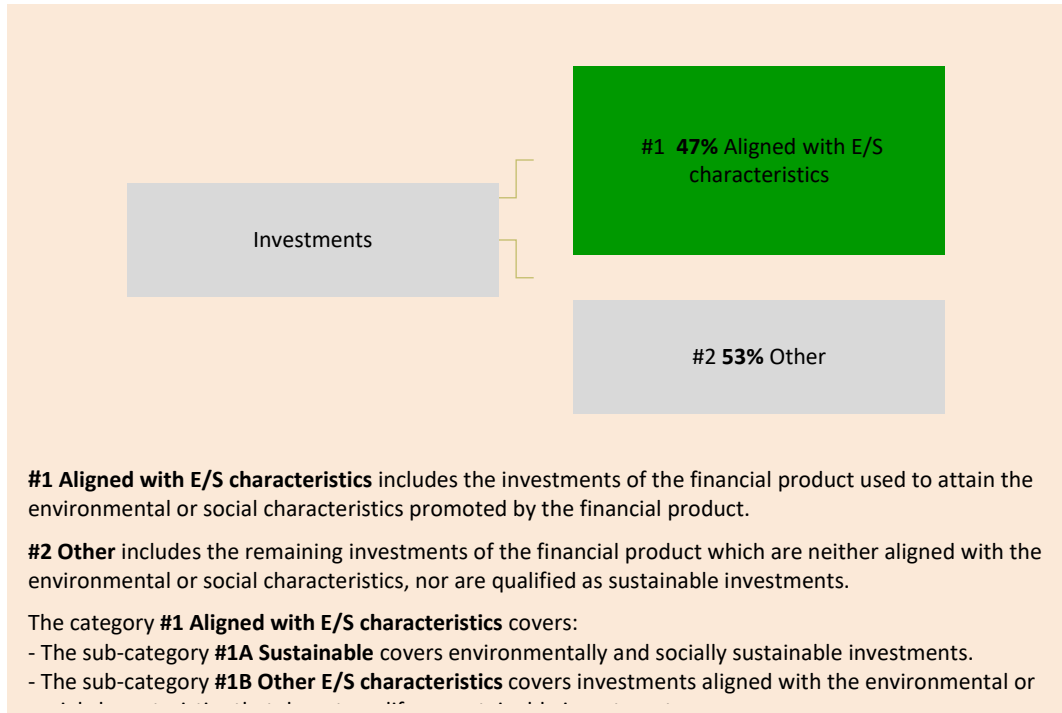 #1 47% Aligned with E/S
characteristics
Investments
#2 53% Other
#1 Aligned with E/S characteristics includes the investments of the financial product used to attain the
environmental or social characteristics promoted by the financial product.
#2 Other includes the remaining investments of the financial product which are neither aligned with the
environmental or social characteristics, nor are qualified as sustainable investments.
The category #1 Aligned with E/S characteristics covers:
- The sub-category #1A Sustainable covers environmentally and socially sustainable investments.
- The sub-category #1B Other E/S characteristics covers investments aligned with the environmental or